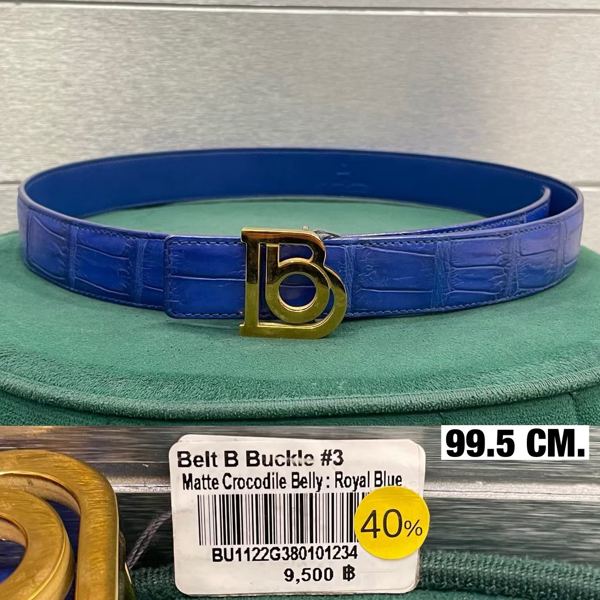 99.5 CM.
Belt B Buckle #3
Matte Crocodile Belly : Royal Blue
40%
BU1122G380101234
9,500 ฿